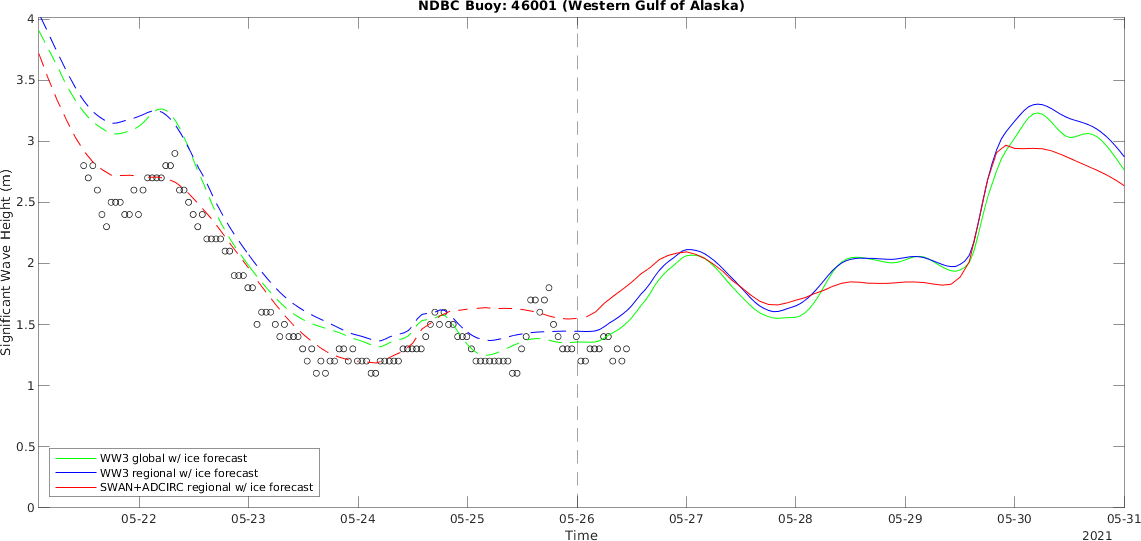 NDBC Buoy: 46001 (Western Gulf of Alaska)
4
3.5
3
2.5
2
1.5
1
0.5
0
Significant Wave Height (m)
WW3 global w/ ice forecast
WW3 regional w/ ice forecast
SWAN+ADCIRC regional w/ ice forecast
05-22 05-23 05-24 05-25 05-26 05-27 05-28 05-29 05-30 05-31
Time
2021